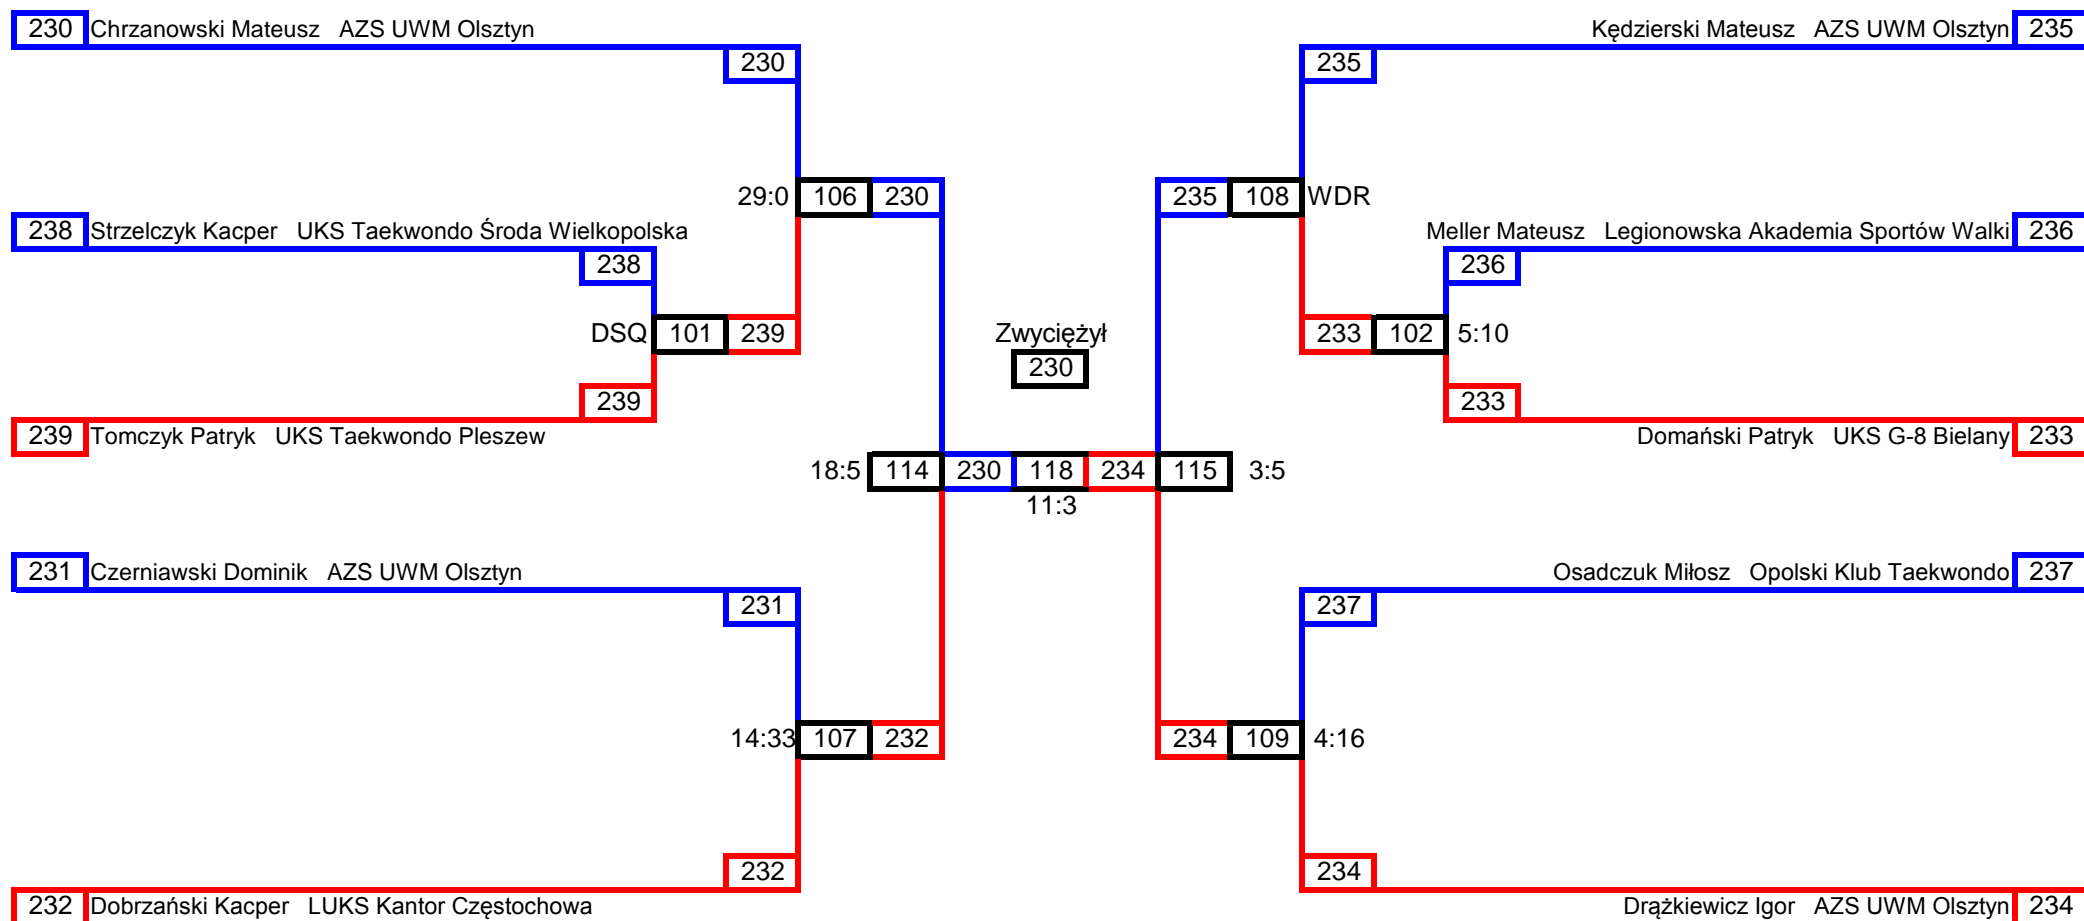 230 Chrzanowski Mateusz AZS UWM Olsztyn Kędzierski Mateusz AZS UWM Olsztyn 235
230 235
29:0 106 230 235 108 WDR
238 Strzelczyk Kacper UKS Taekwondo Środa Wielkopolska Meller Mateusz Legionowska Akademia Sportów Walki 236
238 236
DSQ 101 239 Zwyciężył 233 102 5:10
230
239 233
239 Tomczyk Patryk UKS Taekwondo Pleszew Domański Patryk UKS G-8 Bielany 233
18:5 114 230 118 234 115 3:5
11:3
231 Czerniawski Dominik AZS UWM Olsztyn Osadczuk Miłosz Opolski Klub Taekwondo 237
231 237
14:33 107 232 234 109 4:16
232 234
232 Dobrzański Kacper LUKS Kantor Częstochowa Drążkiewicz Igor AZS UWM Olsztyn 234